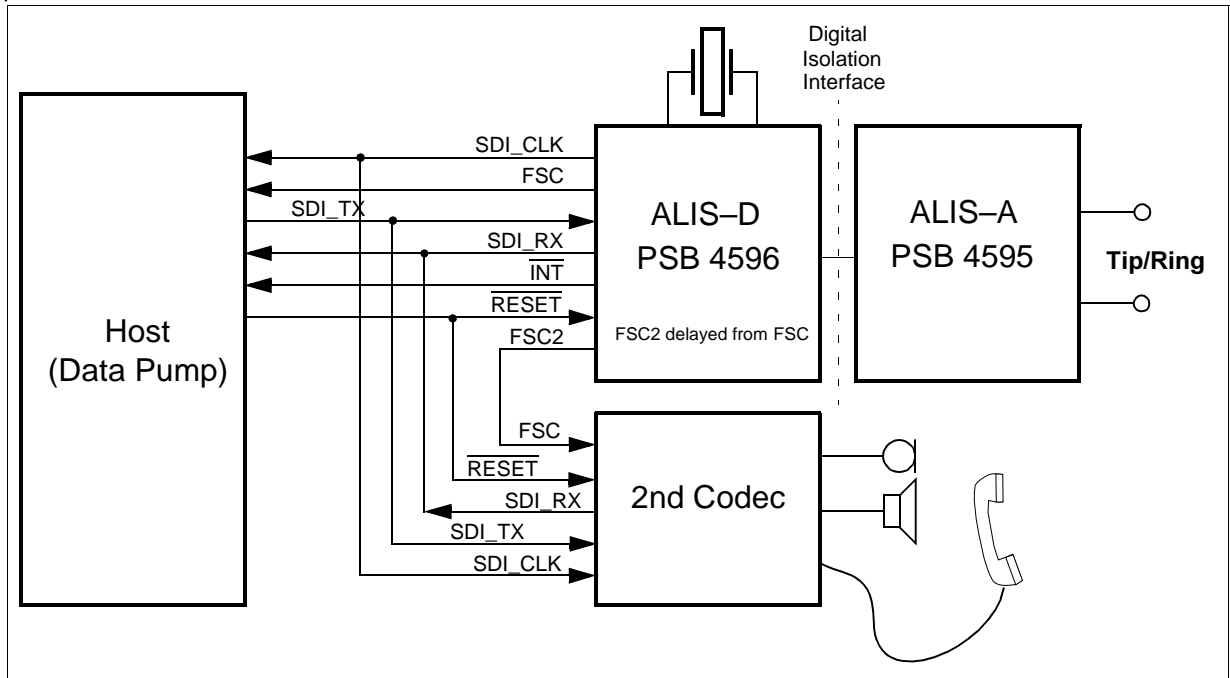 Digital
Isolation
Interface
SDI_CLK
FSC
SDI_TX
SDI_RX
INT
RESET
FSC2
Host
(Data Pump)
ALIS–D
PSB 4596
FSC2 delayed from FSC
ALIS–A
PSB 4595
Tip/Ring
FSC
RESET
SDI_RX
SDI_TX
SDI_CLK
2nd Codec